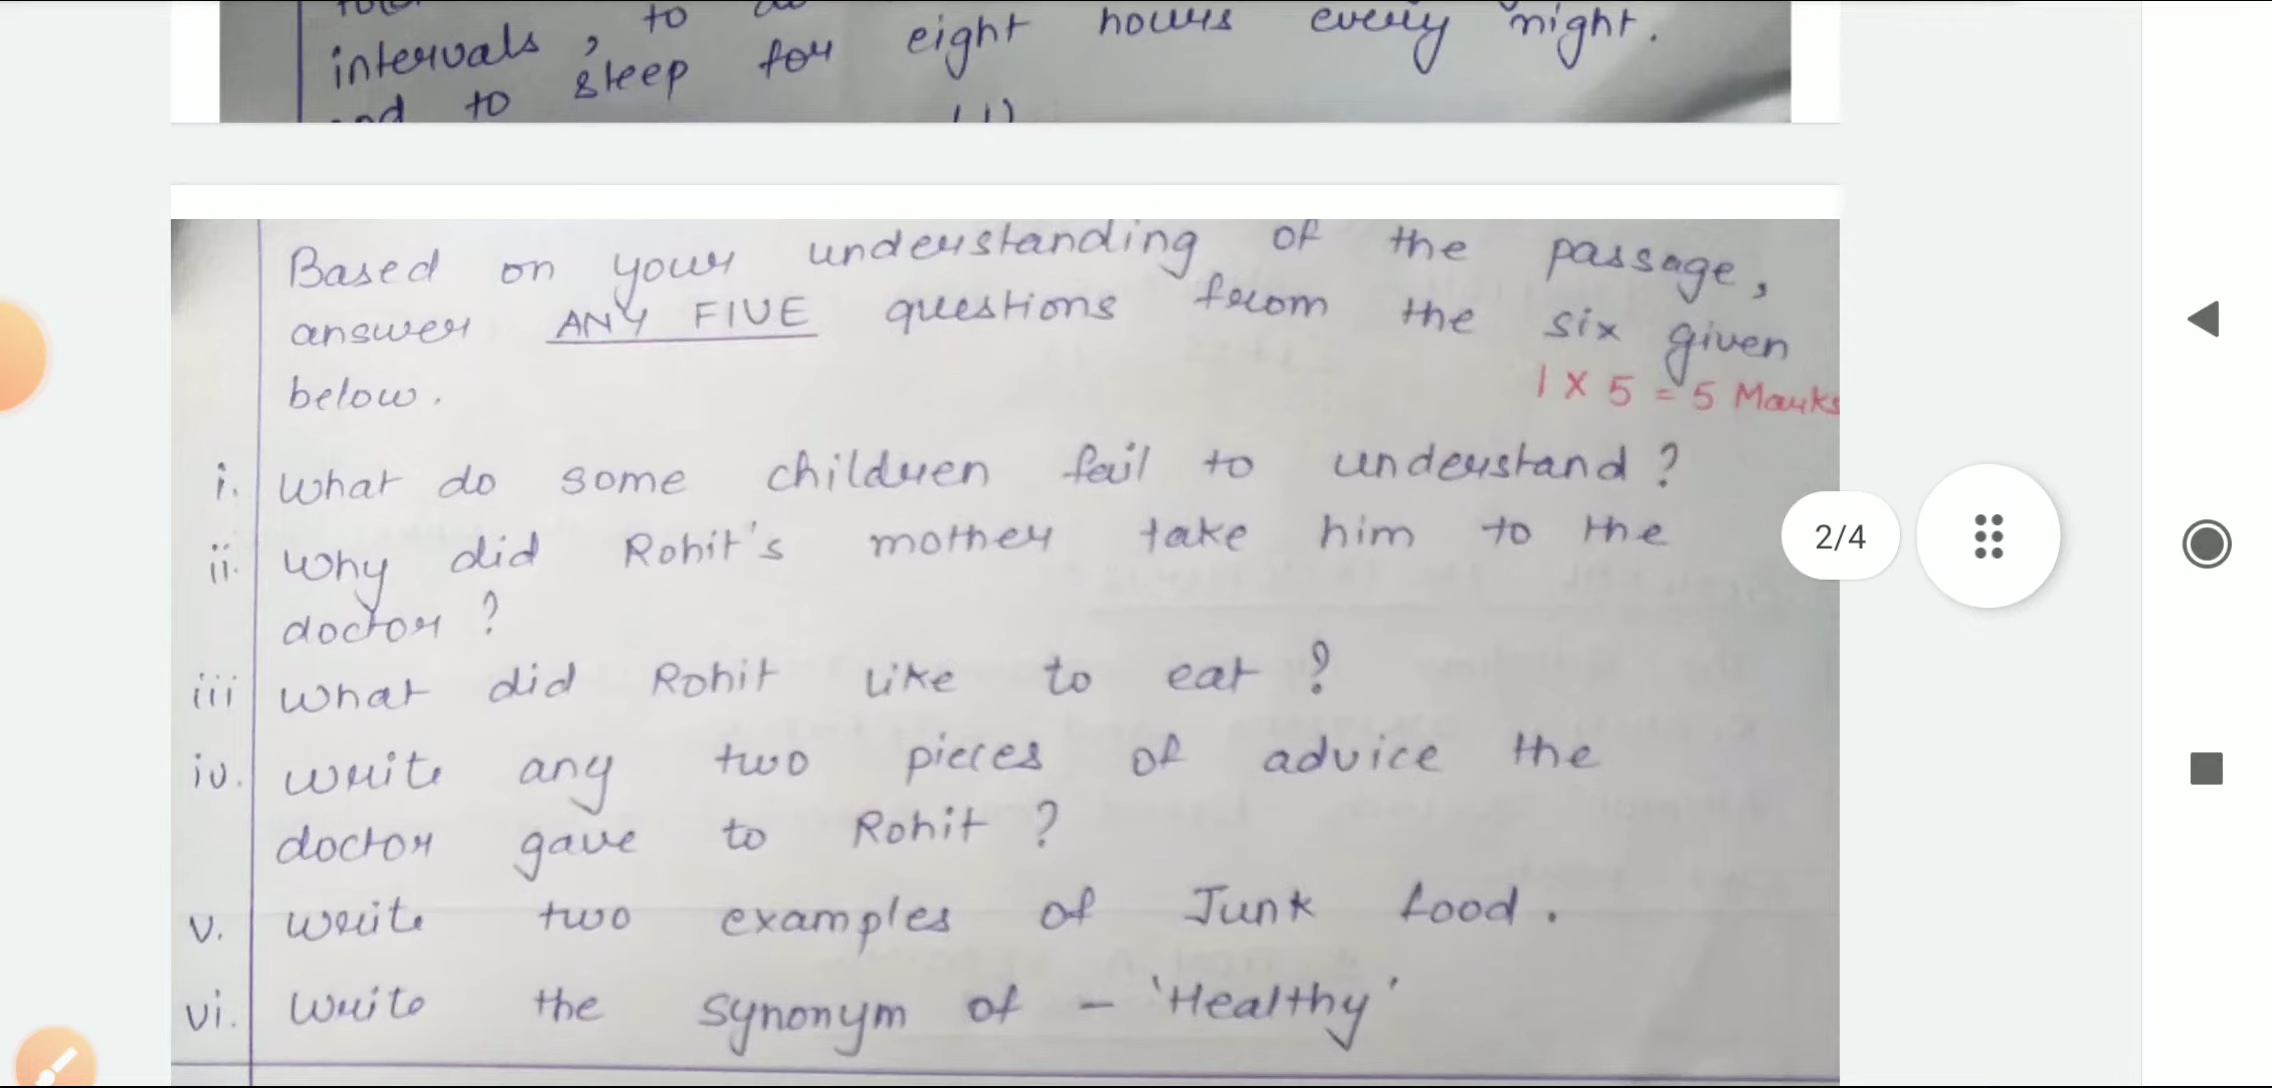 intervals, to
sleep for eight hours every night.
to
Based on your understanding of the passage,
answer ANY FIVE questions from the six given
below.
1 x 5 = 5 Marks
i. What do some children fail to understand?
ii. Why did Rohit's mother take him to the
doctor?
iii What did Rohit like to eat?
iv. Write any two pieces of advice the
doctor gave to Rohit?
v. Write two examples of Junk food.
vi. Write the synonym of - 'Healthy'
2/4